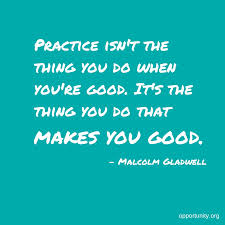 Practice isn't the
thing you do when
you're good. It's the
thing you do that
makes you good.
- Malcolm Gladwell
opportunity.org